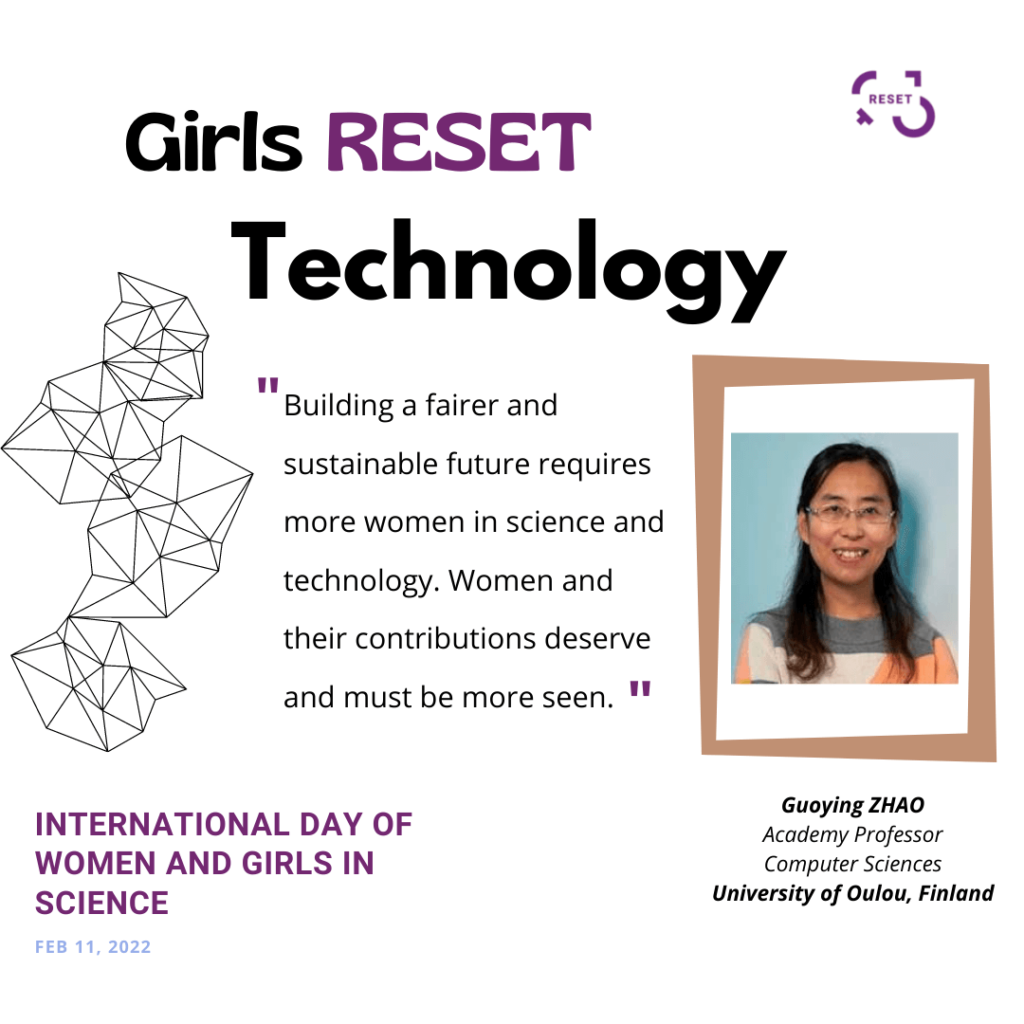 RESET
Girls RESET
Technology
"Building a fairer and
sustainable future requires
more women in science and
technology. Women and
their contributions deserve
and must be more seen. "
Guoying ZHAO
Academy Professor
Computer Sciences
University of Oulou, Finland
INTERNATIONAL DAY OF
WOMEN AND GIRLS IN
SCIENCE
FEB 11, 2022